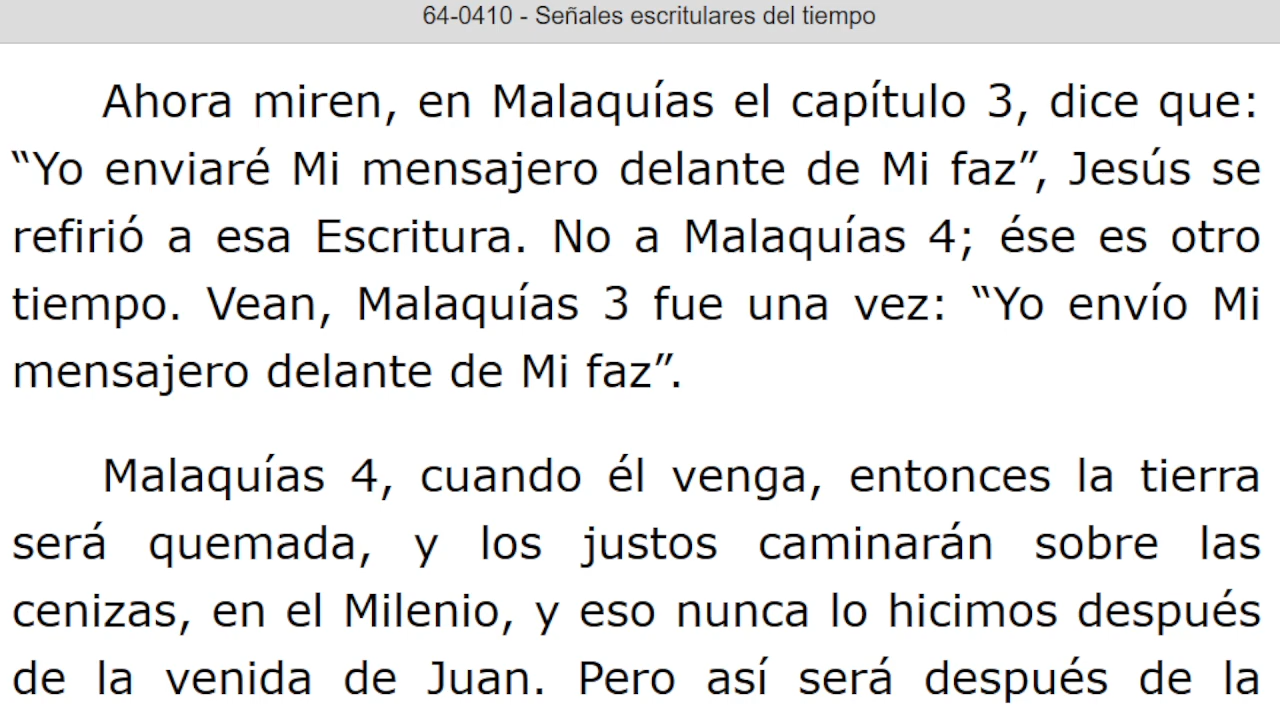 64-0410 - Señales escritulares del tiempo
Ahora miren, en Malaquías el capítulo 3, dice que:
“Yo enviaré Mi mensajero delante de Mi faz”, Jesús se
refirió a esa Escritura. No a Malaquías 4; ése es otro
tiempo. Vean, Malaquías 3 fue una vez: “Yo envío Mi
mensajero delante de Mi faz”.
Malaquías 4, cuando él venga, entonces la tierra
será quemada, y los justos caminarán sobre las
cenizas, en el Milenio, y eso nunca lo hicimos después
de la venida de Juan. Pero así será después de la